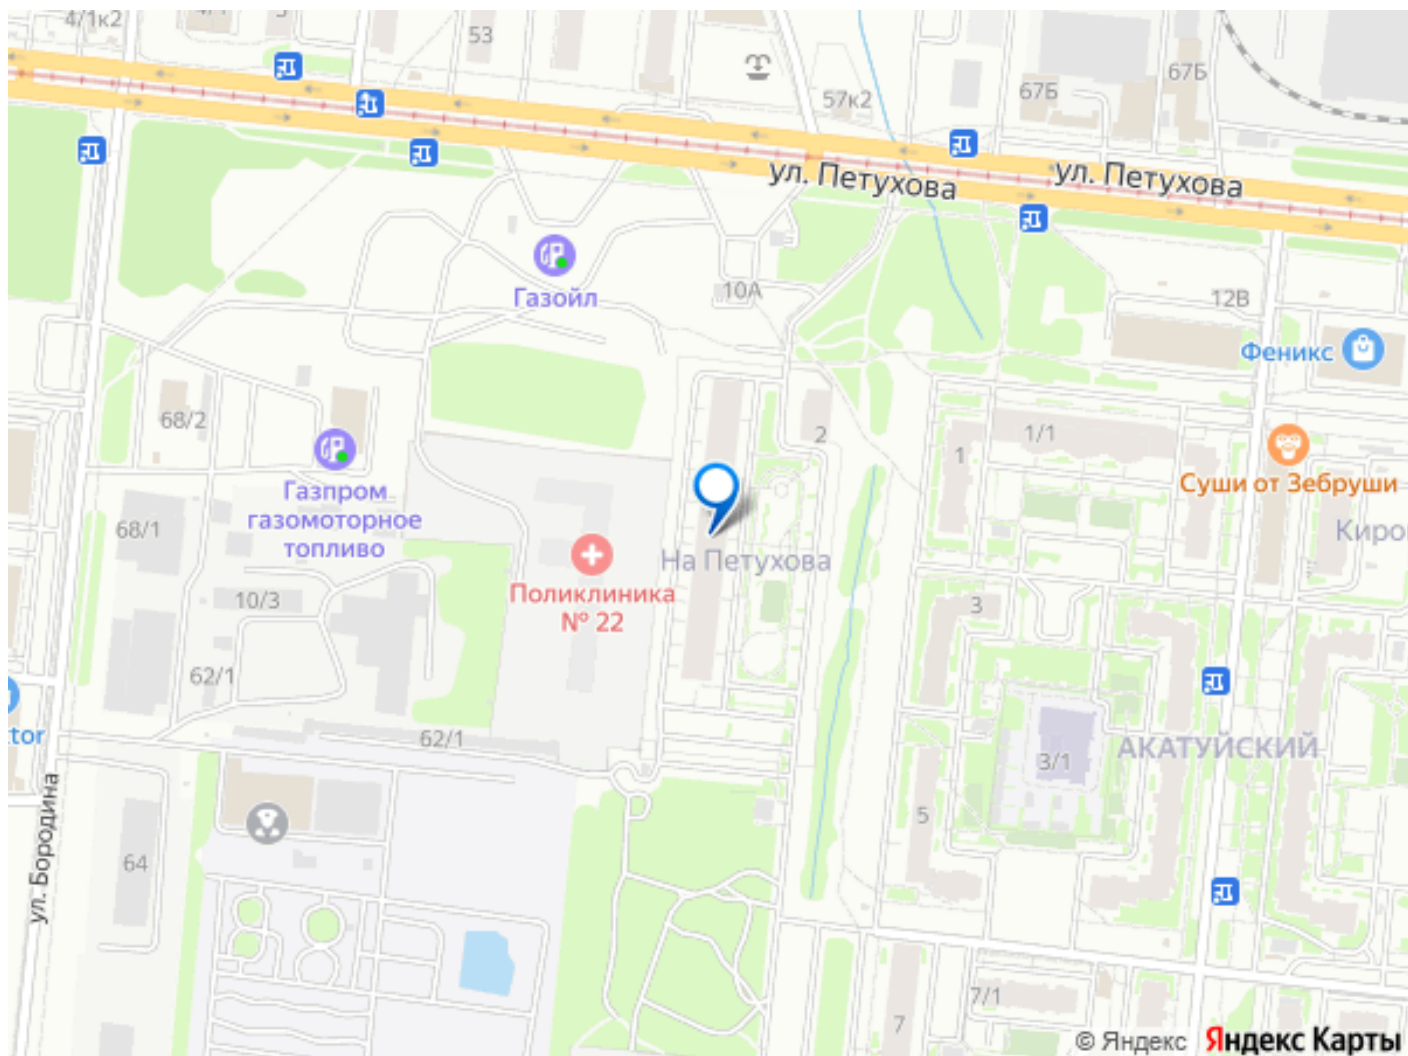 4/1к2
53
57к2
67Б
67Б
ул. Петухова
ул. Петухова
Газойл
10А
12В
Феникс
68/2
2
1
1/1
Суши от Зебруши
Газпром
газомоторное
топливо
68/1
Киро
На Петухова
Поликлиника
№ 22
10/3
3
62/1
ctor
62/1
АКАТУЙСКИЙ
3/1
5
ул. Бородина
64
7/1
7
© Яндекс Яндекс Карты